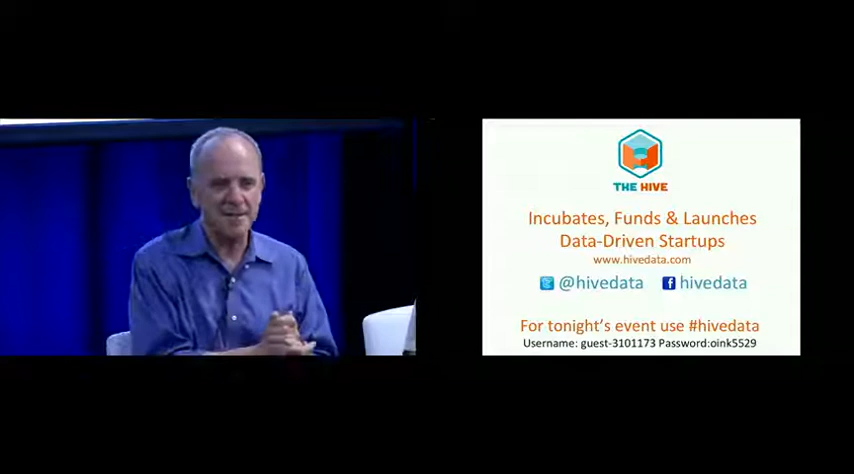 THE HIVE
Incubates, Funds & Launches
Data-Driven Startups
www.hivedata.com
@hivedata f hivedata
For tonight's event use #hivedata
Username: guest-3101173 Password:oink5529